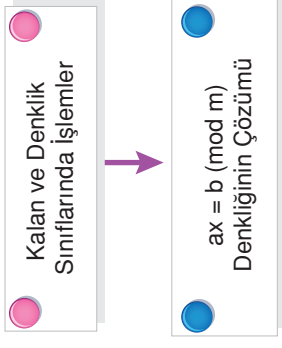 Kalan ve Denklik
Sınıflarında İşlemler
ax = b (mod m)
Denkliğinin Çözümü